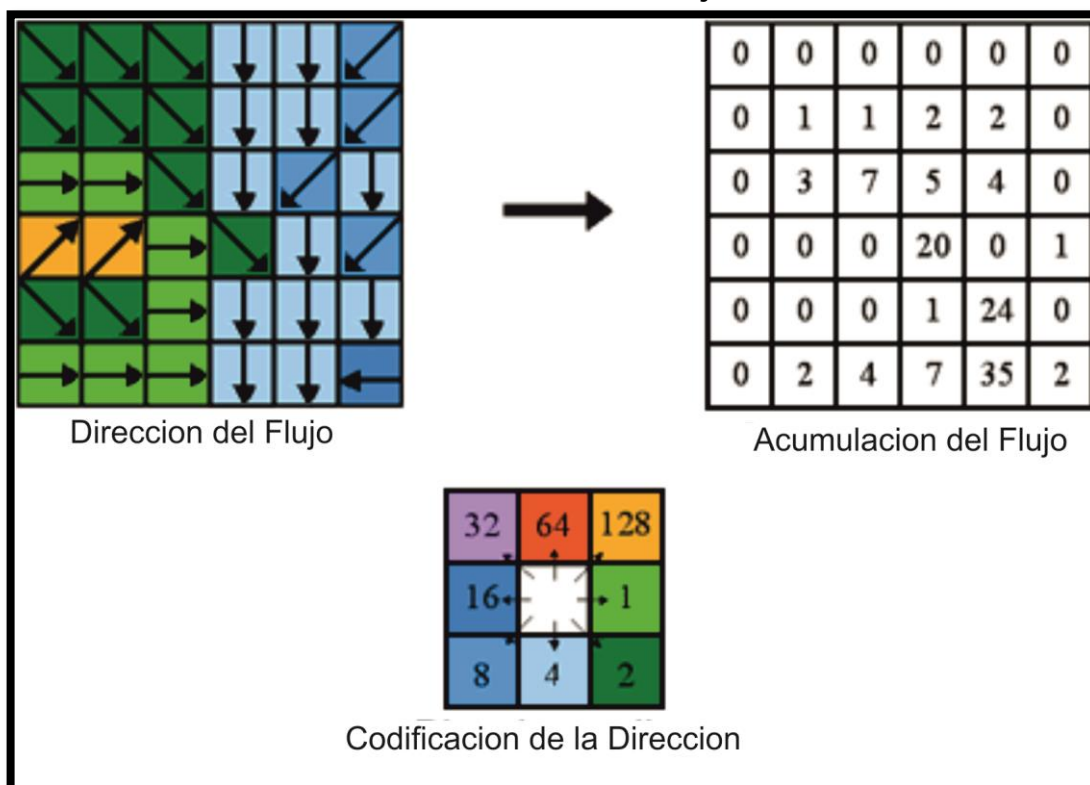 0 0 0 0 0 0
0 1 1 2 2 0
0 3 7 5 4 0
0 0 0 20 0 1
0 0 0 1 24 0
0 2 4 7 35 2
Direccion del Flujo
Acumulacion del Flujo
32 64 128
16 1
8 4 2
Codificacion de la Direccion